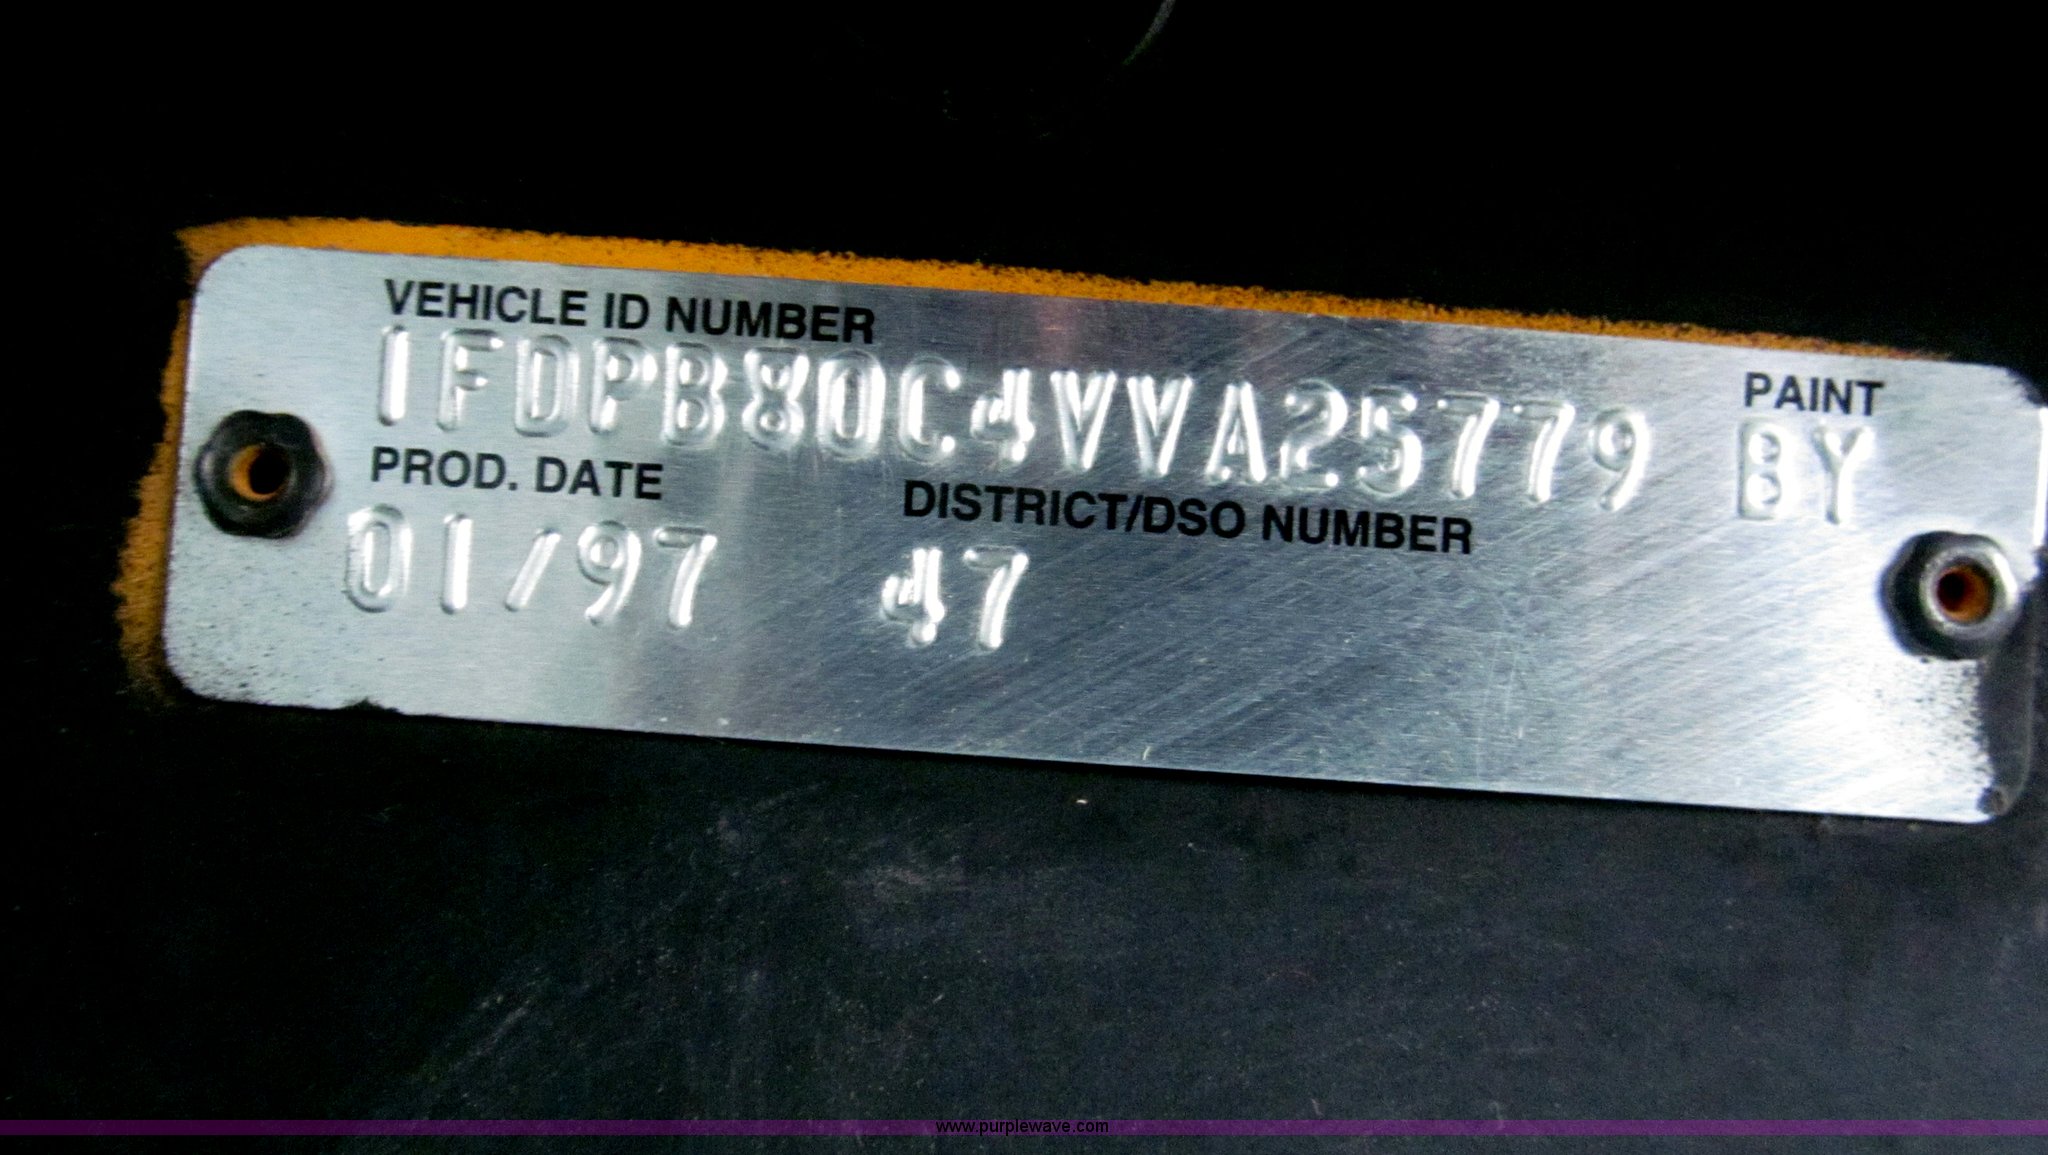 VEHICLE ID NUMBER
1FDPB80C4VVA25779
PAINT
BY
PROD. DATE
01/97
DISTRICT/DSO NUMBER
47
www.purplewave.com